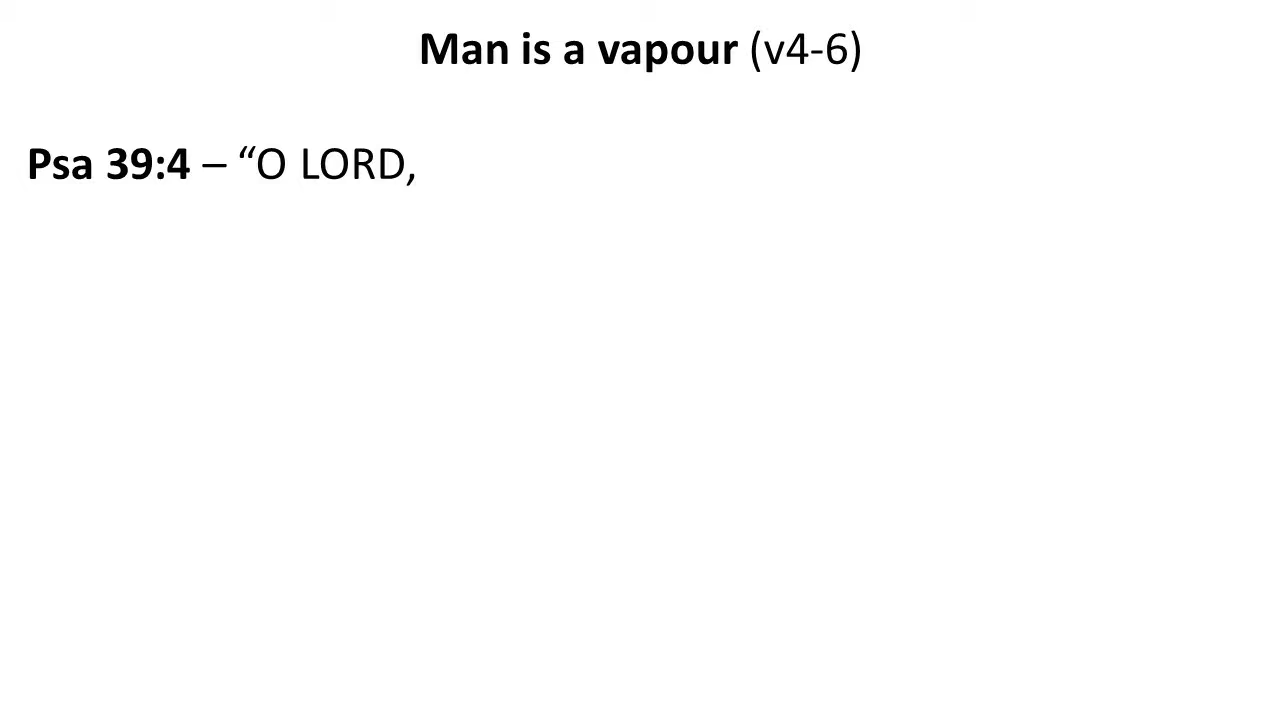 Man is a vapour (v4-6)
Psa 39:4 – “O LORD,